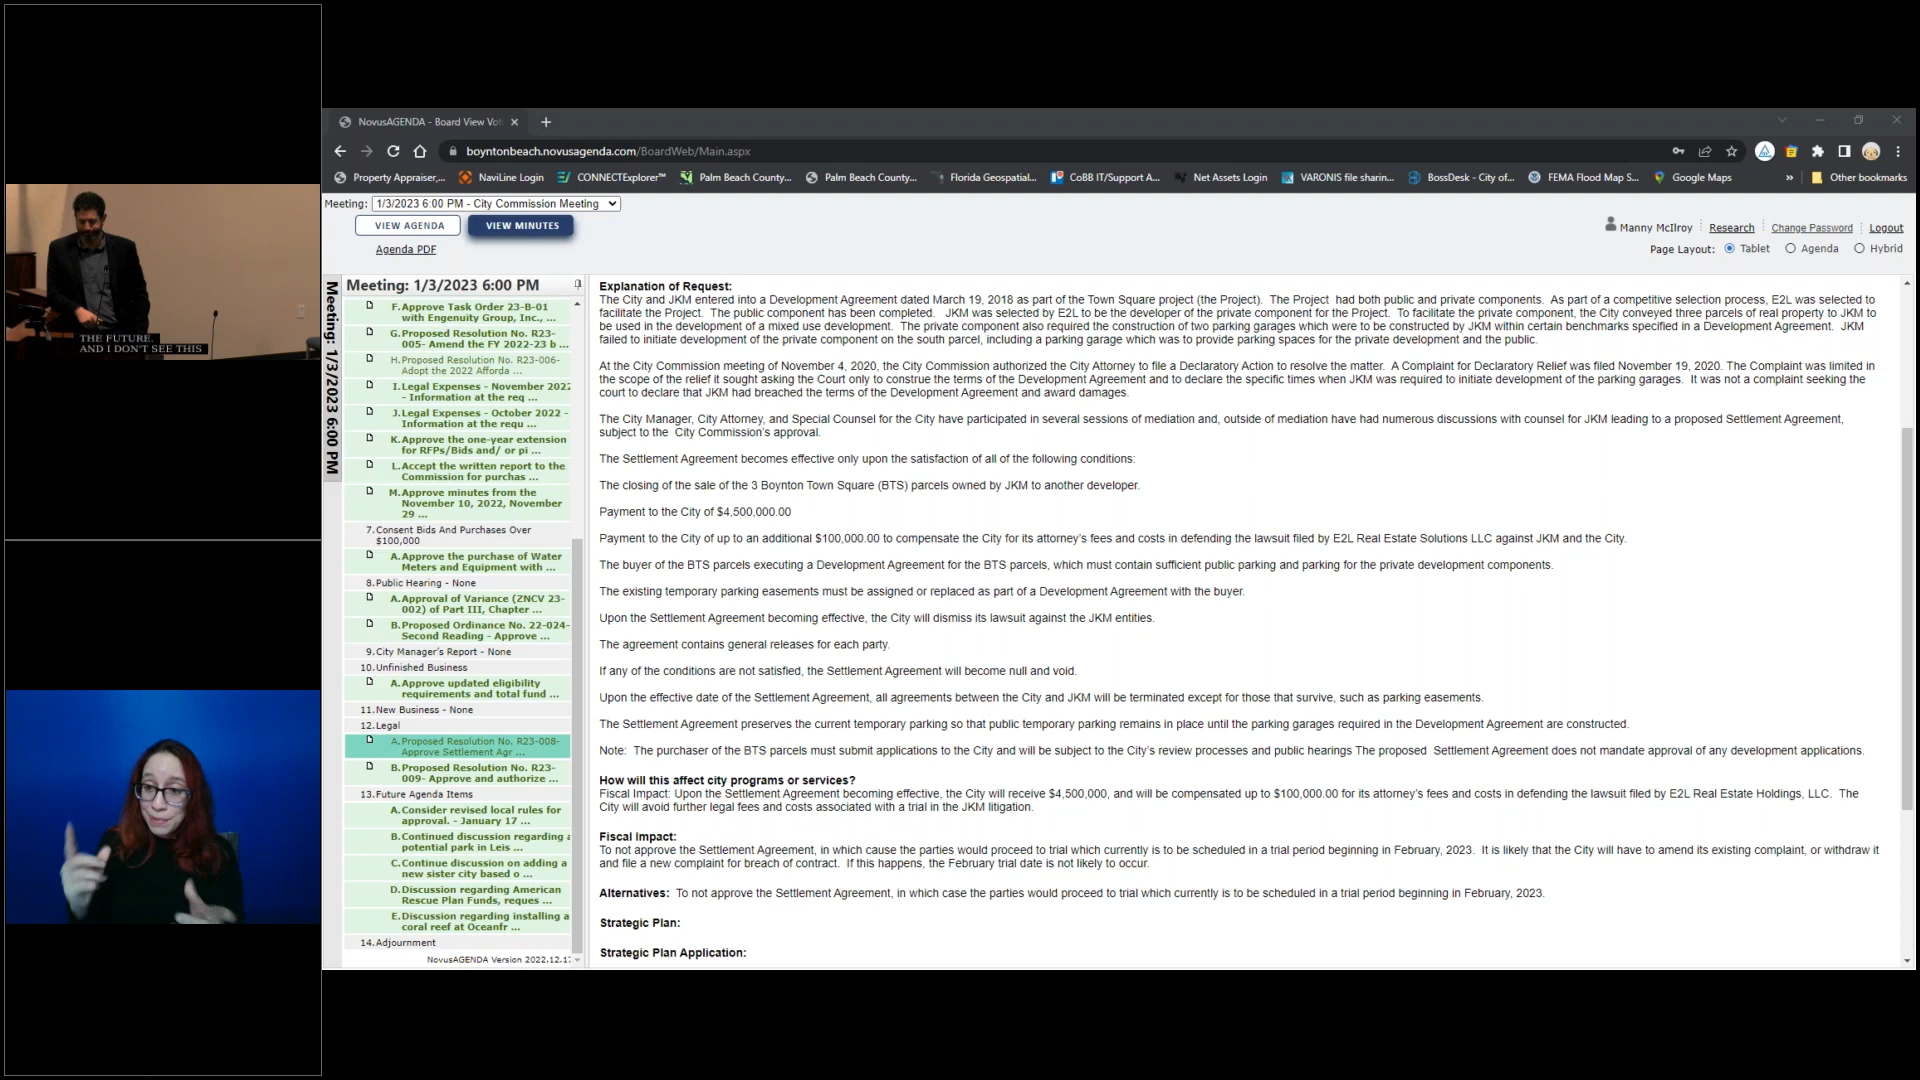 THE FUTURE.
AND I DON'T SEE THIS
NovusAGENDA - Board View Vot
boyntonbeach.novusagenda.com/BoardWeb/Main.aspx
Property Appraiser,...
NaviLine Login
CONNECTExplorer™
Palm Beach County...
Palm Beach County...
Florida Geospatial...
CoBB IT/Support A...
Net Assets Login
VARONIS file sharin...
BossDesk - City of...
FEMA Flood Map S...
Google Maps
»
Other bookmarks
Meeting: 1/3/2023 6:00 PM - City Commission Meeting
VIEW AGENDA
VIEW MINUTES
Agenda PDF
Manny McIlroy
Research
Change Password
Logout
Page Layout: Tablet Agenda Hybrid
Meeting: 1/3/2023 6:00 PM
Meeting: 1/3/2023 6:00 PM
F.Approve Task Order 23-B-01
with Engenuity Group, Inc., ...
G.Proposed Resolution No. R23-
005- Amend the FY 2022-23 b ...
H.Proposed Resolution No. R23-006-
Adopt the 2022 Afforda ...
I.Legal Expenses - November 2022
- Information at the req ...
J.Legal Expenses - October 2022 -
Information at the requ ...
K.Approve the one-year extension
for RFPs/Bids and/ or pi ...
L.Accept the written report to the
Commission for purchas ...
M.Approve minutes from the
November 10, 2022, November
29 ...
7.Consent Bids And Purchases Over
$100,000
A.Approve the purchase of Water
Meters and Equipment with ...
8.Public Hearing - None
A.Approval of Variance (ZNCV 23-
002) of Part III, Chapter ...
B.Proposed Ordinance No. 22-024-
Second Reading - Approve ...
9.City Manager's Report - None
10.Unfinished Business
A.Approve updated eligibility
requirements and total fund ...
11.New Business - None
12.Legal
A.Proposed Resolution No. R23-008-
Approve Settlement Agr ...
B.Proposed Resolution No. R23-
009- Approve and authorize ...
13.Future Agenda Items
A.Consider revised local rules for
approval. - January 17 ...
B.Continued discussion regarding a
potential park in Leis ...
C.Continue discussion on adding a
new sister city based o ...
D.Discussion regarding American
Rescue Plan Funds, reques ...
E.Discussion regarding installing a
coral reef at Oceanfr ...
14.Adjournment
NovusAGENDA Version 2022.12.17
Explanation of Request:
The City and JKM entered into a Development Agreement dated March 19, 2018 as part of the Town Square project (the Project). The Project had both public and private components. As part of a competitive selection process, E2L was selected to
facilitate the Project. The public component has been completed. JKM was selected by E2L to be the developer of the private component for the Project. To facilitate the private component, the City conveyed three parcels of real property to JKM to
be used in the development of a mixed use development. The private component also required the construction of two parking garages which were to be constructed by JKM within certain benchmarks specified in a Development Agreement. JKM
failed to initiate development of the private component on the south parcel, including a parking garage which was to provide parking spaces for the private development and the public.
At the City Commission meeting of November 4, 2020, the City Commission authorized the City Attorney to file a Declaratory Action to resolve the matter. A Complaint for Declaratory Relief was filed November 19, 2020. The Complaint was limited in
the scope of the relief it sought asking the Court only to construe the terms of the Development Agreement and to declare the specific times when JKM was required to initiate development of the parking garages. It was not a complaint seeking the
court to declare that JKM had breached the terms of the Development Agreement and award damages.
The City Manager, City Attorney, and Special Counsel for the City have participated in several sessions of mediation and, outside of mediation have had numerous discussions with counsel for JKM leading to a proposed Settlement Agreement,
subject to the City Commission's approval.
The Settlement Agreement becomes effective only upon the satisfaction of all of the following conditions:
The closing of the sale of the 3 Boynton Town Square (BTS) parcels owned by JKM to another developer.
Payment to the City of $4,500,000.00
Payment to the City of up to an additional $100,000.00 to compensate the City for its attorney's fees and costs in defending the lawsuit filed by E2L Real Estate Solutions LLC against JKM and the City.
The buyer of the BTS parcels executing a Development Agreement for the BTS parcels, which must contain sufficient public parking and parking for the private development components.
The existing temporary parking easements must be assigned or replaced as part of a Development Agreement with the buyer.
Upon the Settlement Agreement becoming effective, the City will dismiss its lawsuit against the JKM entities.
The agreement contains general releases for each party.
If any of the conditions are not satisfied, the Settlement Agreement will become null and void.
Upon the effective date of the Settlement Agreement, all agreements between the City and JKM will be terminated except for those that survive, such as parking easements.
The Settlement Agreement preserves the current temporary parking so that public temporary parking remains in place until the parking garages required in the Development Agreement are constructed.
Note: The purchaser of the BTS parcels must submit applications to the City and will be subject to the City's review processes and public hearings The proposed Settlement Agreement does not mandate approval of any development applications.
How will this affect city programs or services?
Fiscal Impact: Upon the Settlement Agreement becoming effective, the City will receive $4,500,000, and will be compensated up to $100,000.00 for its attorney's fees and costs in defending the lawsuit filed by E2L Real Estate Holdings, LLC. The
City will avoid further legal fees and costs associated with a trial in the JKM litigation.
Fiscal Impact:
To not approve the Settlement Agreement, in which cause the parties would proceed to trial which currently is to be scheduled in a trial period beginning in February, 2023. It is likely that the City will have to amend its existing complaint, or withdraw it
and file a new complaint for breach of contract. If this happens, the February trial date is not likely to occur.
Alternatives: To not approve the Settlement Agreement, in which case the parties would proceed to trial which currently is to be scheduled in a trial period beginning in February, 2023.
Strategic Plan:
Strategic Plan Application: